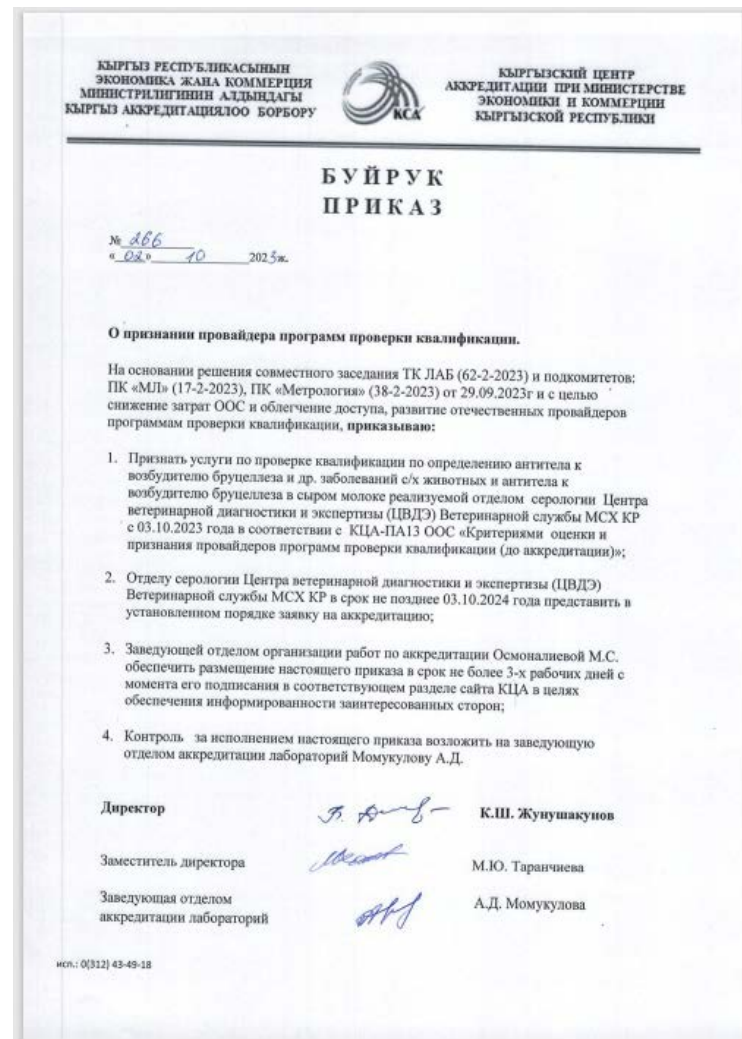 КЫРГЫЗ РЕСПУБЛИКАСЫНЫН
ЭКОНОМИКА ЖАНА КОММЕРЦИЯ
МИНИСТРИЛИГИНИН АЛДЫНДАГЫ
КЫРГЫЗ АККРЕДИТАЦИЯЛОО БОРБОРУ
КСА
КЫРГЫЗСКИЙ ЦЕНТР
АККРЕДИТАЦИИ ПРИ МИНИСТЕРСТВЕ
ЭКОНОМИКИ И КОММЕРЦИИ
КЫРГЫЗСКОЙ РЕСПУБЛИКИ
БУЙРУК
ПРИКАЗ
№ 266
«02» 10 2023ж.
О признании провайдера программ проверки квалификации.
На основании решения совместного заседания ТК ЛАБ (62-2-2023) и подкомитетов:
ПК «МЛ» (17-2-2023), ПК «Метрология» (38-2-2023) от 29.09.2023г и с целью
снижение затрат ООС и облегчение доступа, развитие отечественных провайдеров
программам проверки квалификации, приказываю:
1. Признать услуги по проверке квалификации по определению антитела к
возбудителю бруцеллеза и др. заболеваний с/х животных и антитела к
возбудителю бруцеллеза в сыром молоке реализуемой отделом серологии Центра
ветеринарной диагностики и экспертизы (ЦВДЭ) Ветеринарной службы МСХ КР
с 03.10.2023 года в соответствии с КЦА-ПА13 ООС «Критериями оценки и
признания провайдеров программ проверки квалификации (до аккредитации)»;
2. Отделу серологии Центра ветеринарной диагностики и экспертизы (ЦВДЭ)
Ветеринарной службы МСХ КР в срок не позднее 03.10.2024 года представить в
установленном порядке заявку на аккредитацию;
3. Заведующей отделом организации работ по аккредитации Осмоналиевой М.С.
обеспечить размещение настоящего приказа в срок не более 3-х рабочих дней с
момента его подписания в соответствующем разделе сайта КЦА в целях
обеспечения информированности заинтересованных сторон;
4. Контроль за исполнением настоящего приказа возложить на заведующую
отделом аккредитации лабораторий Момукулову А.Д.
Директор К.Ш. Жунушакунов
Заместитель директора М.Ю. Таранчиева
Заведующая отделом
аккредитации лабораторий А.Д. Момукулова
исп.: 0(312) 43-49-18